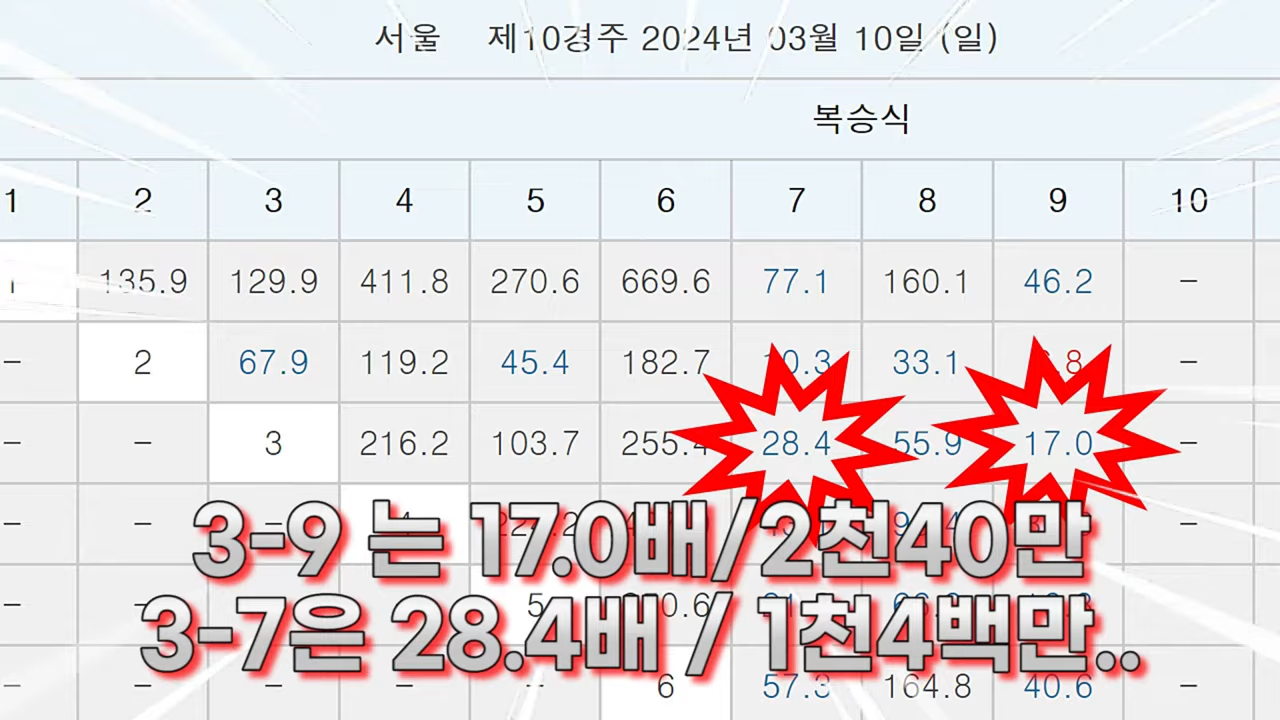 서울 제10경주 2024년 03월 10일 (일)
복승식
1 2 3 4 5 6 7 8 9 10
1 135.9 129.9 411.8 270.6 669.6 77.1 160.1 46.2 -
- 2 67.9 119.2 45.4 182.7 33.1 -
- - 3 216.2 103.7 255.4 28.4 55.9 17.0 -
- - - -
3-9 는 17.0배/2천40만
- - 5
3-7은 28.4배 / 1천4백만..
- - - - - 6 57.3 164.8 40.6 -